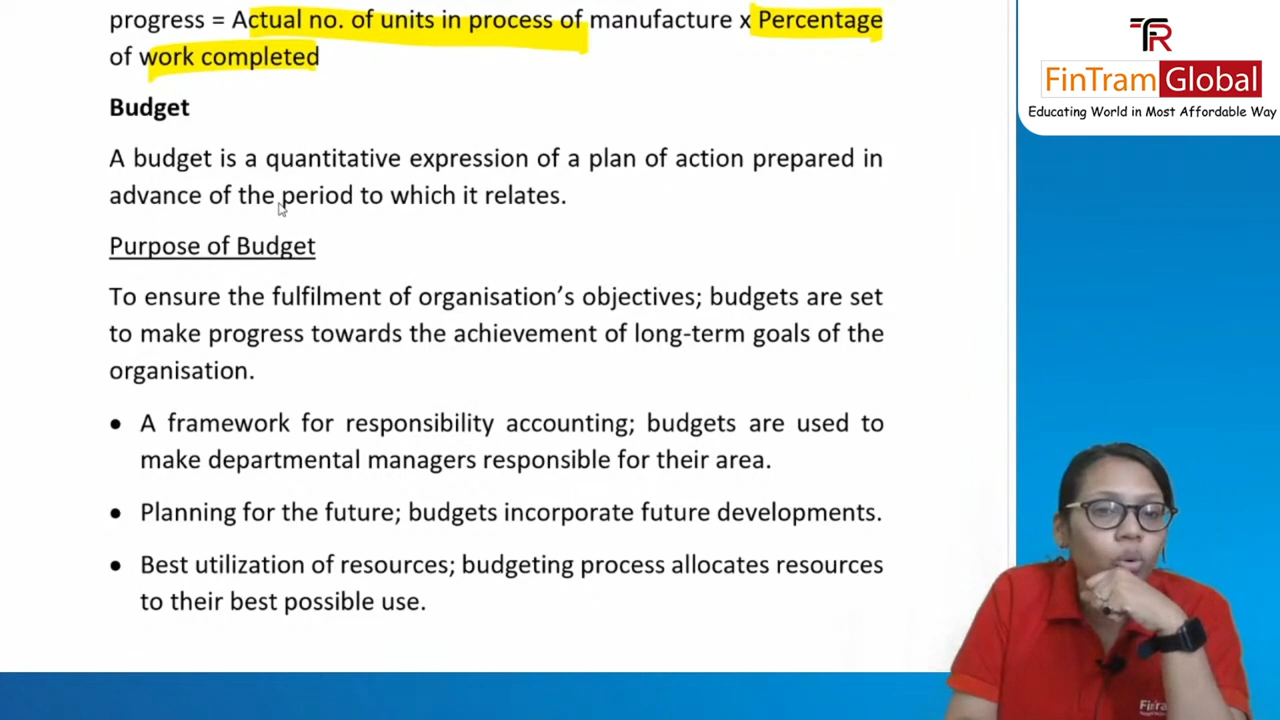 progress = Actual no. of units in process of manufacture x Percentage
of work completed
Budget
A budget is a quantitative expression of a plan of action prepared in
advance of the period to which it relates.
Purpose of Budget
To ensure the fulfilment of organisation's objectives; budgets are set
to make progress towards the achievement of long-term goals of the
organisation.
• A framework for responsibility accounting; budgets are used to
make departmental managers responsible for their area.
• Planning for the future; budgets incorporate future developments.
• Best utilization of resources; budgeting process allocates resources
to their best possible use.
FinTram Global
Educating World in Most Affordable Way